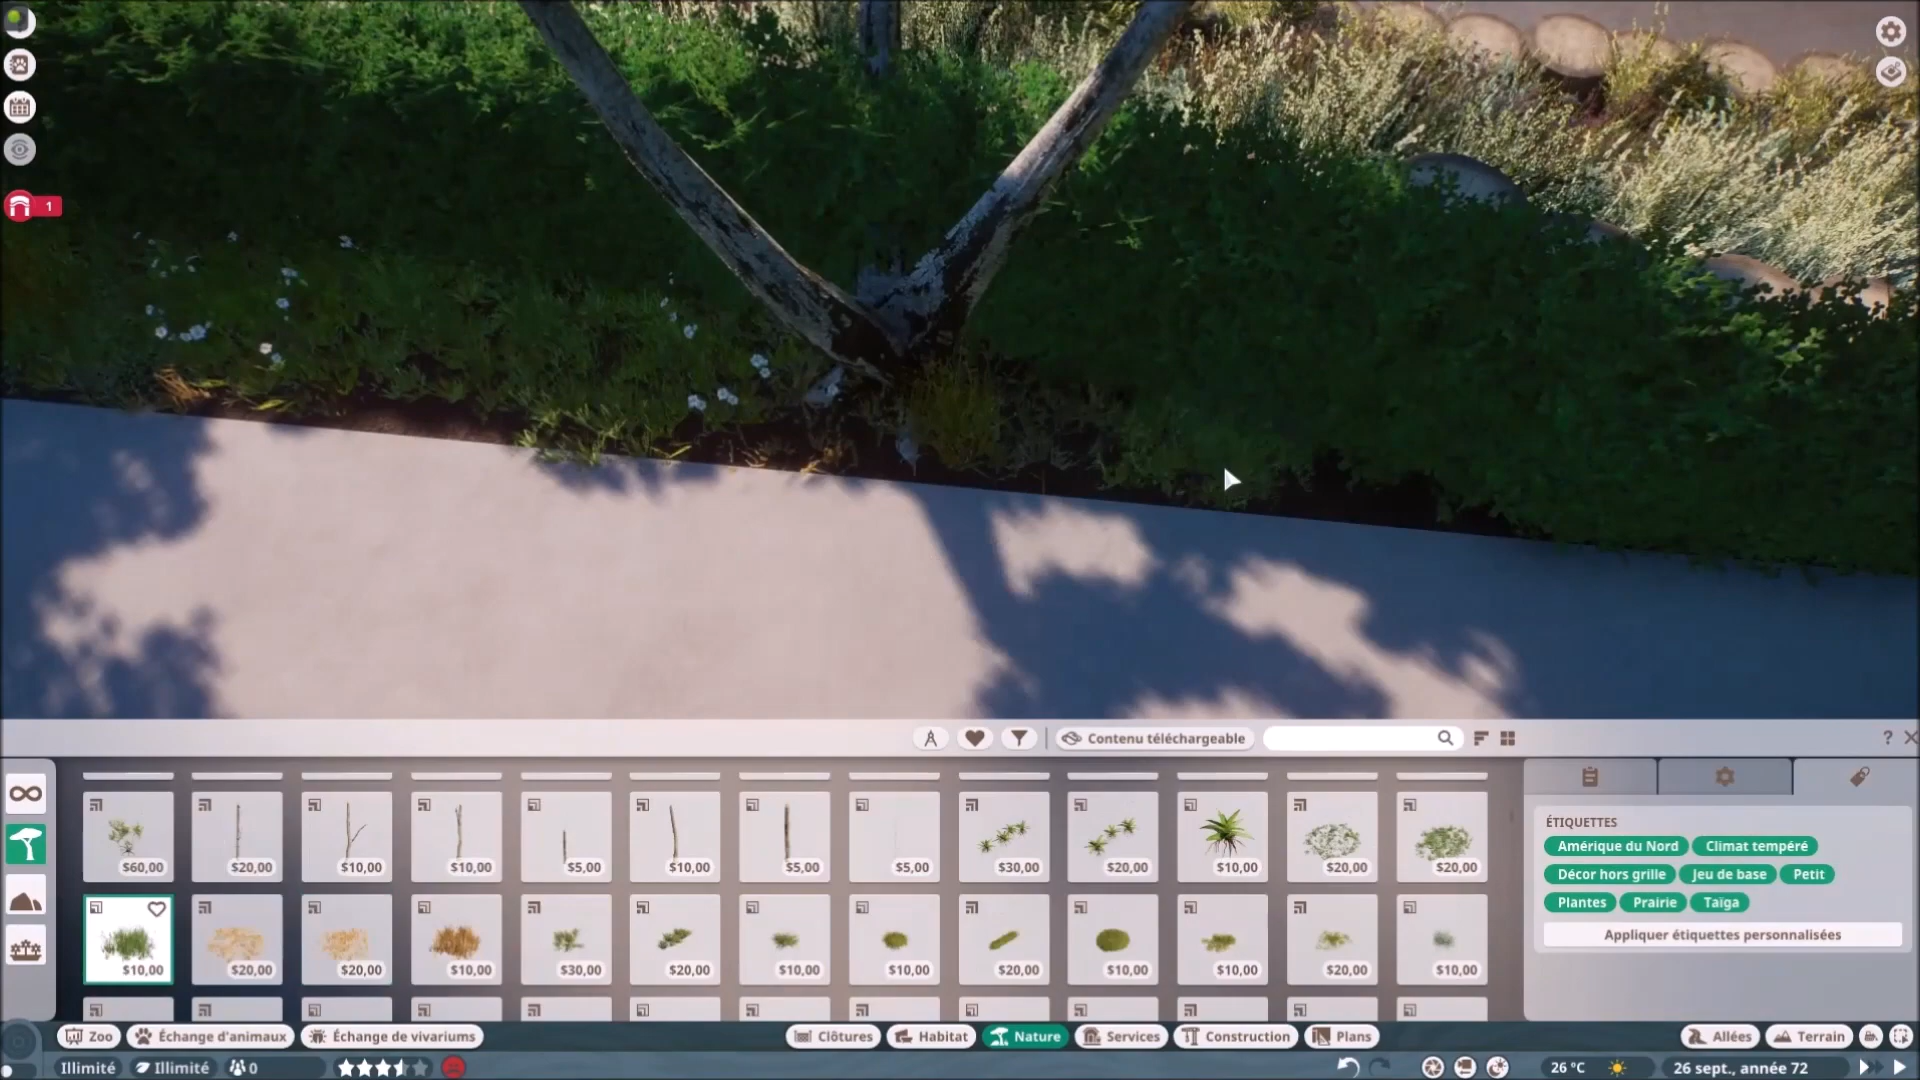 1
Contenu téléchargeable
?
$60,00 $20,00 $10,00 $10,00 $5,00 $10,00 $5,00 $5,00 $30,00 $20,00 $10,00 $20,00 $20,00
$10,00 $20,00 $20,00 $10,00 $30,00 $20,00 $10,00 $10,00 $20,00 $10,00 $10,00 $20,00 $10,00
ÉTIQUETTES
Amérique du Nord Climat tempéré
Décor hors grille Jeu de base Petit
Plantes Prairie Taïga
Appliquer étiquettes personnalisées
Zoo Échange d'animaux Échange de vivariums Clôtures Habitat Nature Services Construction Plans Allées Terrain
Illimité Illimité 0 26 °C 26 sept., année 72